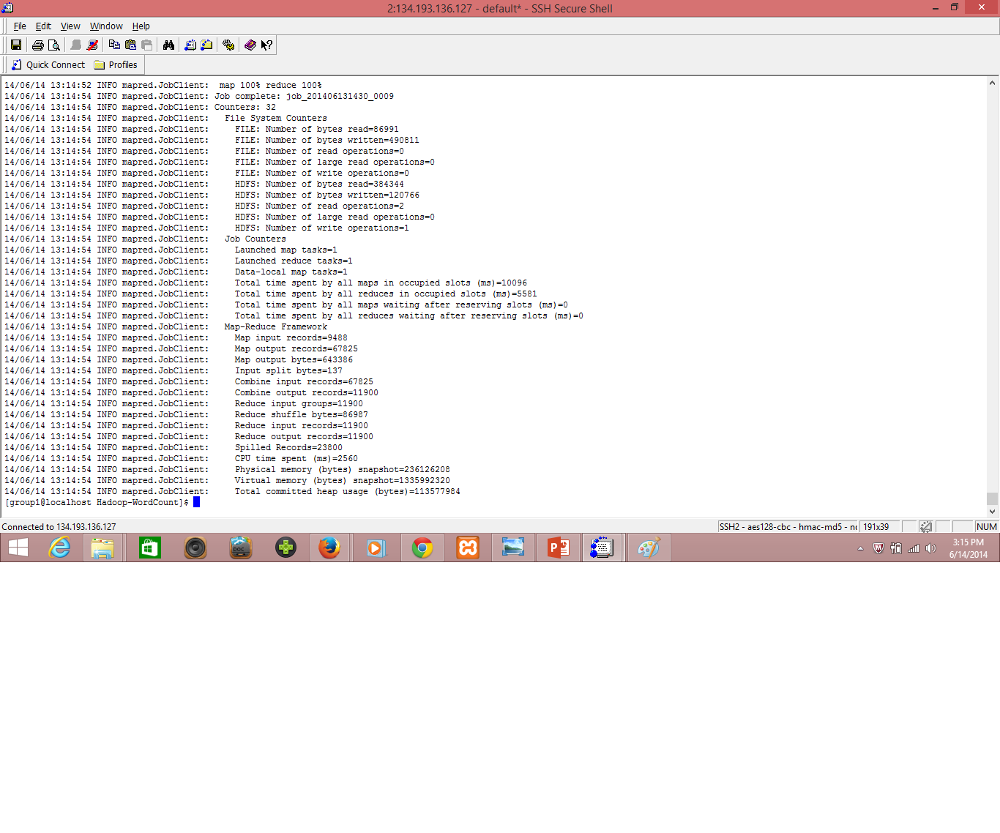 2:134.193.136.127 - default* - SSH Secure Shell
File Edit View Window Help
Quick Connect Profiles
14/06/14 13:14:52 INFO mapred.JobClient:  map 100% reduce 100%
14/06/14 13:14:54 INFO mapred.JobClient: Job complete: job_201406131430_0009
14/06/14 13:14:54 INFO mapred.JobClient: Counters: 32
14/06/14 13:14:54 INFO mapred.JobClient:   File System Counters
14/06/14 13:14:54 INFO mapred.JobClient:     FILE: Number of bytes read=86991
14/06/14 13:14:54 INFO mapred.JobClient:     FILE: Number of bytes written=490811
14/06/14 13:14:54 INFO mapred.JobClient:     FILE: Number of read operations=0
14/06/14 13:14:54 INFO mapred.JobClient:     FILE: Number of large read operations=0
14/06/14 13:14:54 INFO mapred.JobClient:     FILE: Number of write operations=0
14/06/14 13:14:54 INFO mapred.JobClient:     HDFS: Number of bytes read=384344
14/06/14 13:14:54 INFO mapred.JobClient:     HDFS: Number of bytes written=120766
14/06/14 13:14:54 INFO mapred.JobClient:     HDFS: Number of read operations=2
14/06/14 13:14:54 INFO mapred.JobClient:     HDFS: Number of large read operations=0
14/06/14 13:14:54 INFO mapred.JobClient:     HDFS: Number of write operations=1
14/06/14 13:14:54 INFO mapred.JobClient:   Job Counters
14/06/14 13:14:54 INFO mapred.JobClient:     Launched map tasks=1
14/06/14 13:14:54 INFO mapred.JobClient:     Launched reduce tasks=1
14/06/14 13:14:54 INFO mapred.JobClient:     Data-local map tasks=1
14/06/14 13:14:54 INFO mapred.JobClient:     Total time spent by all maps in occupied slots (ms)=10096
14/06/14 13:14:54 INFO mapred.JobClient:     Total time spent by all reduces in occupied slots (ms)=5581
14/06/14 13:14:54 INFO mapred.JobClient:     Total time spent by all maps waiting after reserving slots (ms)=0
14/06/14 13:14:54 INFO mapred.JobClient:     Total time spent by all reduces waiting after reserving slots (ms)=0
14/06/14 13:14:54 INFO mapred.JobClient:   Map-Reduce Framework
14/06/14 13:14:54 INFO mapred.JobClient:     Map input records=9488
14/06/14 13:14:54 INFO mapred.JobClient:     Map output records=67825
14/06/14 13:14:54 INFO mapred.JobClient:     Map output bytes=643386
14/06/14 13:14:54 INFO mapred.JobClient:     Input split bytes=137
14/06/14 13:14:54 INFO mapred.JobClient:     Combine input records=67825
14/06/14 13:14:54 INFO mapred.JobClient:     Combine output records=11900
14/06/14 13:14:54 INFO mapred.JobClient:     Reduce input groups=11900
14/06/14 13:14:54 INFO mapred.JobClient:     Reduce shuffle bytes=86987
14/06/14 13:14:54 INFO mapred.JobClient:     Reduce input records=11900
14/06/14 13:14:54 INFO mapred.JobClient:     Reduce output records=11900
14/06/14 13:14:54 INFO mapred.JobClient:     Spilled Records=23800
14/06/14 13:14:54 INFO mapred.JobClient:     CPU time spent (ms)=2560
14/06/14 13:14:54 INFO mapred.JobClient:     Physical memory (bytes) snapshot=236126208
14/06/14 13:14:54 INFO mapred.JobClient:     Virtual memory (bytes) snapshot=1335992320
14/06/14 13:14:54 INFO mapred.JobClient:     Total committed heap usage (bytes)=113577984
[group1@localhost Hadoop-WordCount]$
Connected to 134.193.136.127 SSH2 - aes128-cbc - hmac-md5 - nc 191x39 NUM
DOC
3:15 PM
6/14/2014